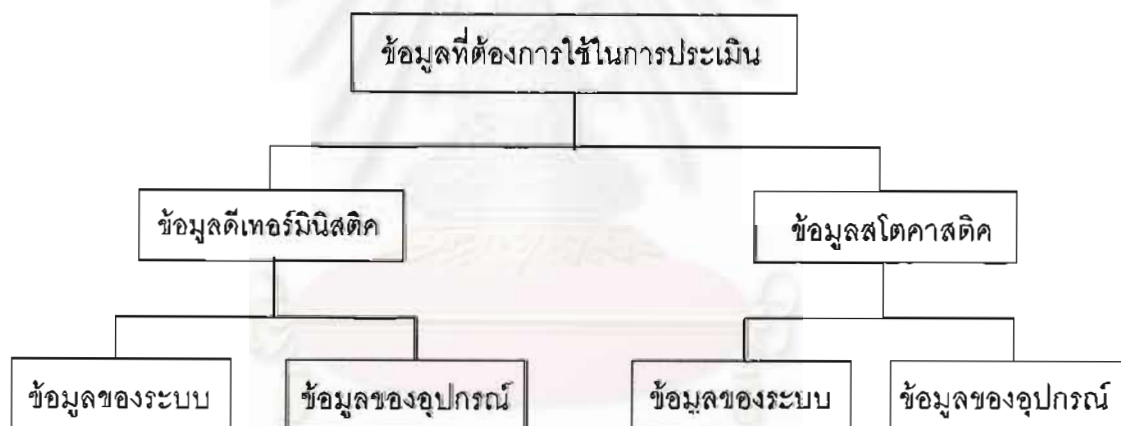 ข้อมูลที่ต้องการใช้ในการประเมิน
ข้อมูลดีเทอร์มินิสติค
ข้อมูลสโตคาสติค
ข้อมูลของระบบ
ข้อมูลของอุปกรณ์
ข้อมูลของระบบ
ข้อมูลของอุปกรณ์